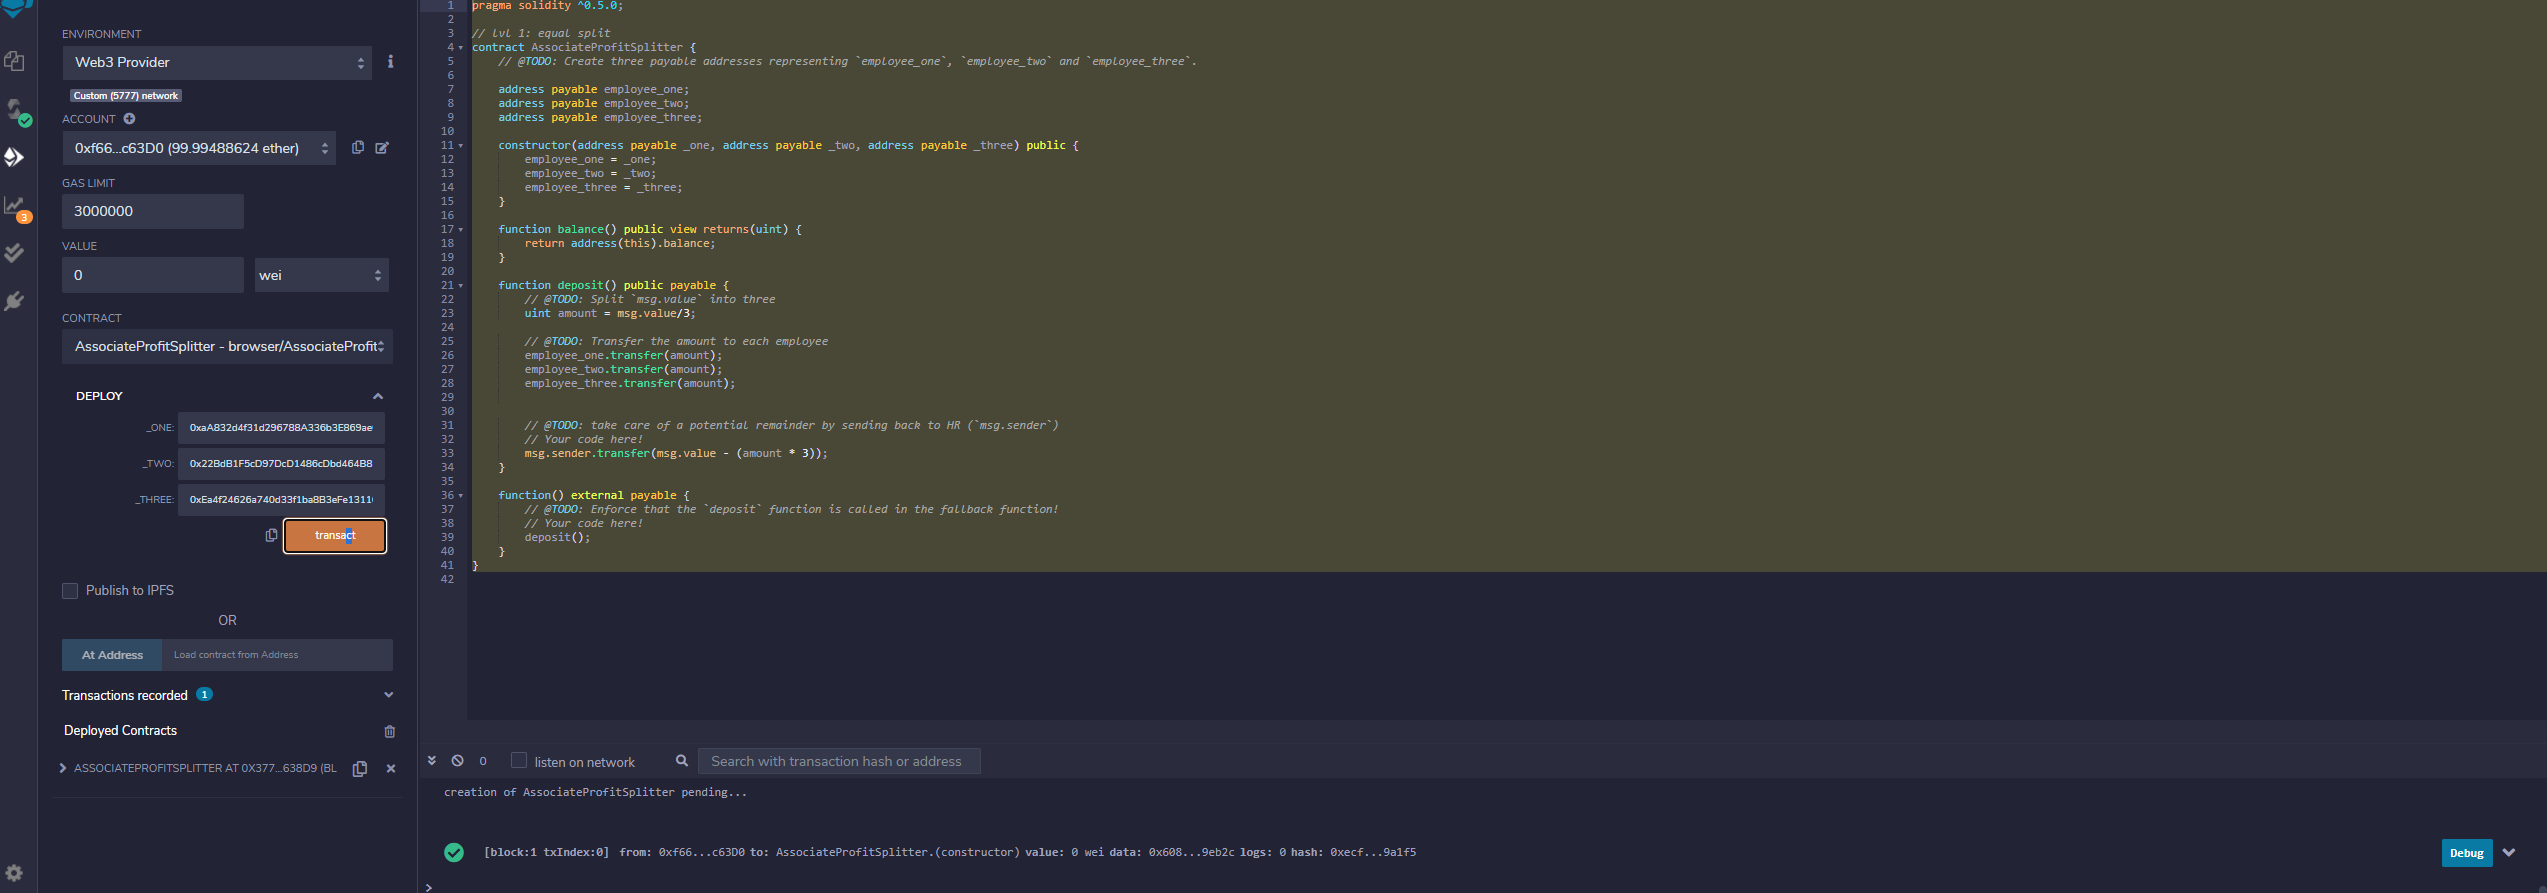 ENVIRONMENT
Web3 Provider
Custom (5777) network
ACCOUNT
0xf66...c63D0 (99.99488624 ether)
GAS LIMIT
3000000
VALUE
0 wei
CONTRACT
AssociateProfitSplitter - browser/AssociateProfit
DEPLOY
_ONE: 0xaA832d4f31d296788A336b3E869ae
_TWO: 0x22BdB1F5cD97DcD1486cDbd464B8
_THREE: 0xEa4f24626a740d33f1ba8B3eFe1311
transact
Publish to IPFS
OR
At Address Load contract from Address
Transactions recorded 1
Deployed Contracts
ASSOCIATEPROFITSPLITTER AT 0X377...638D9 (BL
3
1 pragma solidity ^0.5.0;
2
3 // lvl 1: equal split
4 contract AssociateProfitSplitter {
5 // @TODO: Create three payable addresses representing `employee_one`, `employee_two` and `employee_three`.
6
7 address payable employee_one;
8 address payable employee_two;
9 address payable employee_three;
10
11 constructor(address payable _one, address payable _two, address payable _three) public {
12 employee_one = _one;
13 employee_two = _two;
14 employee_three = _three;
15 }
16
17 function balance() public view returns(uint) {
18 return address(this).balance;
19 }
20
21 function deposit() public payable {
22 // @TODO: Split `msg.value` into three
23 uint amount = msg.value/3;
24
25 // @TODO: Transfer the amount to each employee
26 employee_one.transfer(amount);
27 employee_two.transfer(amount);
28 employee_three.transfer(amount);
29
30
31 // @TODO: take care of a potential remainder by sending back to HR (`msg.sender`)
32 // Your code here!
33 msg.sender.transfer(msg.value - (amount * 3));
34 }
35
36 function() external payable {
37 // @TODO: Enforce that the `deposit` function is called in the fallback function!
38 // Your code here!
39 deposit();
40 }
41 }
42
0 listen on network Search with transaction hash or address
creation of AssociateProfitSplitter pending...
[block:1 txIndex:0] from: 0xf66...c63D0 to: AssociateProfitSplitter.(constructor) value: 0 wei data: 0x608...9eb2c logs: 0 hash: 0xecf...9a1f5
Debug
>